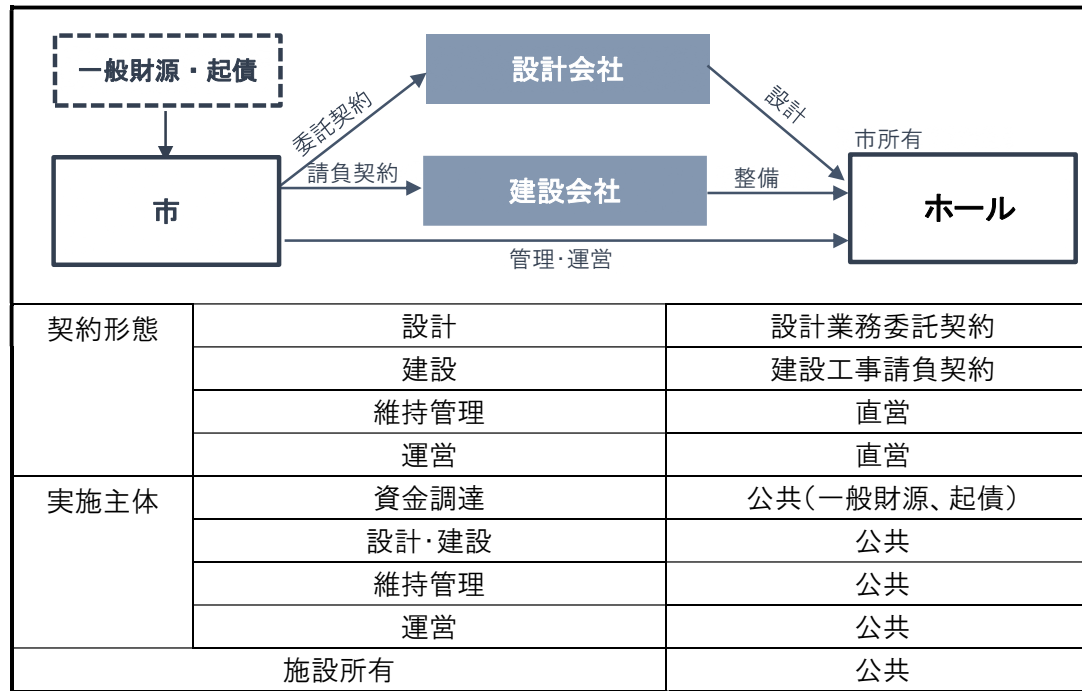 一般財源・起債
設計会社
委託契約
設計
市所有
市
請負契約
建設会社
整備
ホール
管理・運営
契約形態 設計 設計業務委託契約
建設 建設工事請負契約
維持管理 直営
運営 直営
実施主体 資金調達 公共(一般財源、起債)
設計・建設 公共
維持管理 公共
運営 公共
施設所有 公共